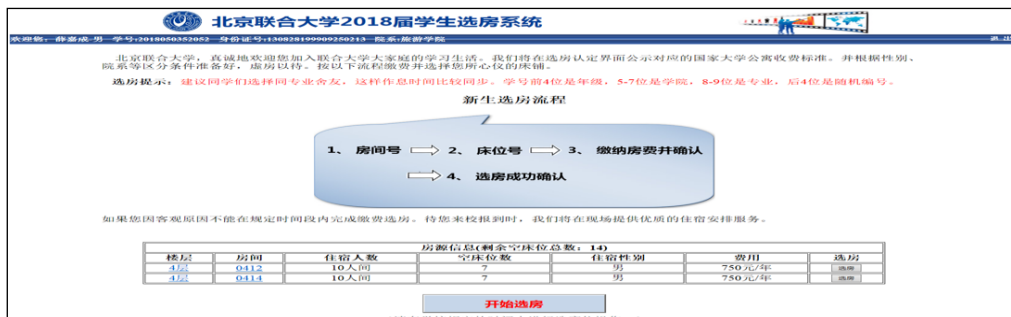 北京联合大学2018届学生选房系统
欢迎您：薛嘉成-男 学号:2018050352052 身份证号:130828199909250213 院系:旅游学院 退出
北京联合大学，真诚地欢迎您加入联合大学大家庭的学习生活。我们将在选房认定界面公示对应的国家大学公寓收费标准。并根据性别、
院系等区分条件准备好，虚房以待。按以下流程缴费并选择您所心仪的床铺。
选房提示：建议同学们选择同专业舍友，这样作息时间比较同步。学号前4位是年级，5-7位是学院，8-9位是专业，后4位是随机编号。
新生选房流程
1、 房间号 2、 床位号 3、 缴纳房费并确认
4、 选房成功确认
如果您因客观原因不能在规定时间段内完成缴费选房。待您来校报到时，我们将在现场提供优质的住宿安排服务。
房源信息(剩余空床位总数：14)
楼层 房间 住宿人数 空床位数 住宿性别 费用 选房
4层 0412 10人间 7 男 750元/年 选房
4层 0414 10人间 7 男 750元/年 选房
开始选房